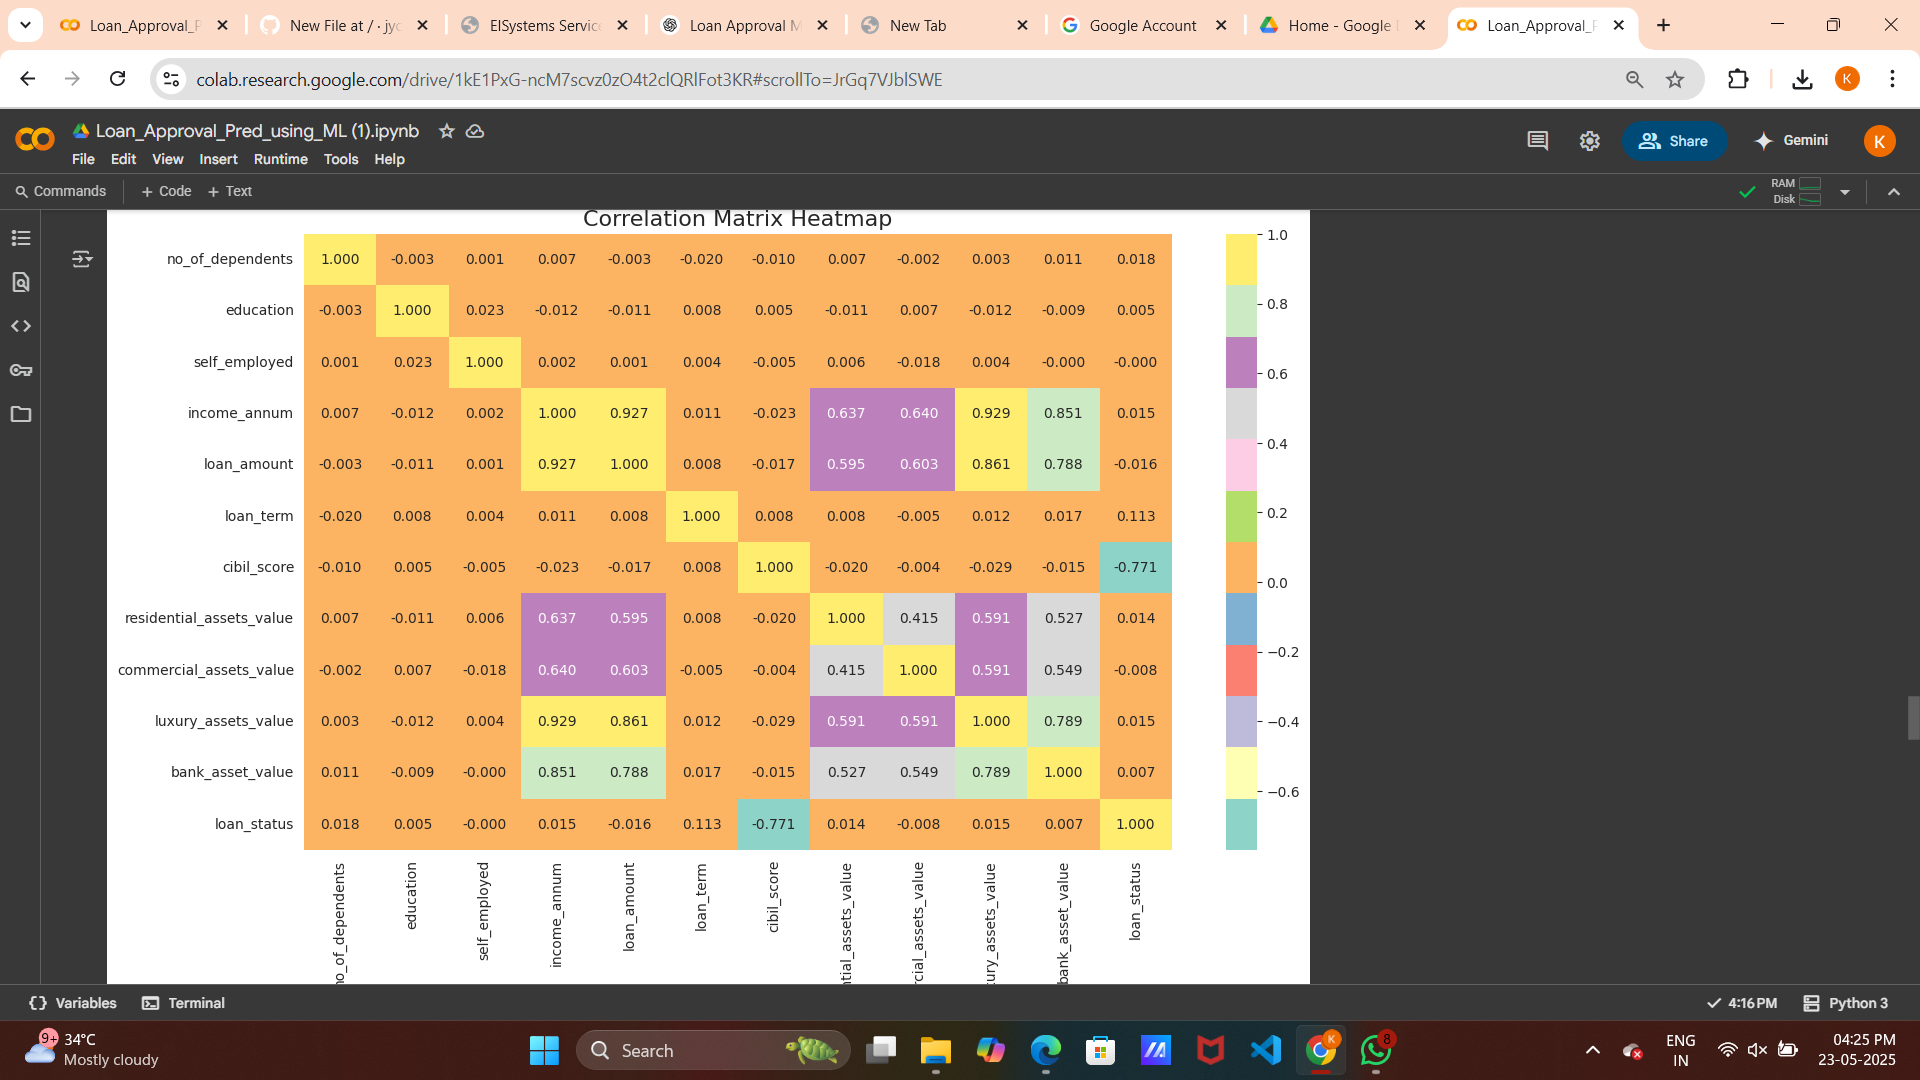 Loan_Approval_P
New File at / · jyc
EISystems Service
Loan Approval M
New Tab
Google Account
Home - Google
Loan_Approval_P
colab.research.google.com/drive/1kE1PxG-ncM7scvz0zO4t2clQRlFot3KR#scrollTo=JrGq7VJblSWE
K
Loan_Approval_Pred_using_ML (1).ipynb
File Edit View Insert Runtime Tools Help
Share
Gemini
K
Commands + Code + Text
RAM
Disk
Correlation Matrix Heatmap
no_of_dependents 1.000 -0.003 0.001 0.007 -0.003 -0.020 -0.010 0.007 -0.002 0.003 0.011 0.018
education -0.003 1.000 0.023 -0.012 -0.011 0.008 0.005 -0.011 0.007 -0.012 -0.009 0.005
self_employed 0.001 0.023 1.000 0.002 0.001 0.004 -0.005 0.006 -0.018 0.004 -0.000 -0.000
income_annum 0.007 -0.012 0.002 1.000 0.927 0.011 -0.023 0.637 0.640 0.929 0.851 0.015
loan_amount -0.003 -0.011 0.001 0.927 1.000 0.008 -0.017 0.595 0.603 0.861 0.788 -0.016
loan_term -0.020 0.008 0.004 0.011 0.008 1.000 0.008 0.008 -0.005 0.012 0.017 0.113
cibil_score -0.010 0.005 -0.005 -0.023 -0.017 0.008 1.000 -0.020 -0.004 -0.029 -0.015 -0.771
residential_assets_value 0.007 -0.011 0.006 0.637 0.595 0.008 -0.020 1.000 0.415 0.591 0.527 0.014
commercial_assets_value -0.002 0.007 -0.018 0.640 0.603 -0.005 -0.004 0.415 1.000 0.591 0.549 -0.008
luxury_assets_value 0.003 -0.012 0.004 0.929 0.861 0.012 -0.029 0.591 0.591 1.000 0.789 0.015
bank_asset_value 0.011 -0.009 -0.000 0.851 0.788 0.017 -0.015 0.527 0.549 0.789 1.000 0.007
loan_status 0.018 0.005 -0.000 0.015 -0.016 0.113 -0.771 0.014 -0.008 0.015 0.007 1.000
no_of_dependents
education
self_employed
income_annum
loan_amount
loan_term
cibil_score
ntial_assets_value
rcial_assets_value
ury_assets_value
bank_asset_value
loan_status
1.0
0.8
0.6
0.4
0.2
0.0
−0.2
−0.4
−0.6
Variables Terminal
4:16 PM Python 3
9+
34°C
Mostly cloudy
Search
K
8
ENG
IN
04:25 PM
23-05-2025